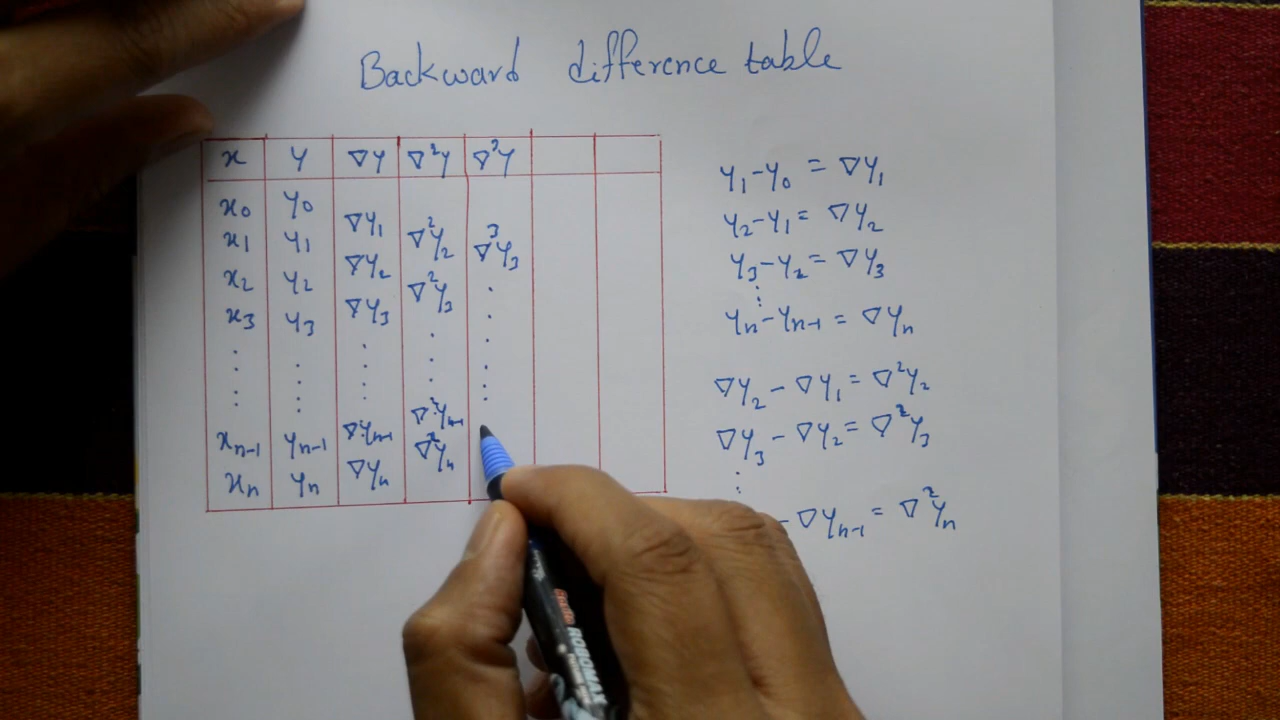 Backward difference table
x y ∇y ∇²y ∇³y
x₀ y₀
∇y₁
x₁ y₁ ∇²y₂ ∇³y₃
∇y₂
x₂ y₂ ∇²y₃
∇y₃
x₃ y₃
xₙ₋₁ yₙ₋₁ ∇yₙ₋₁ ∇²yₙ₋₁
∇²yₙ
xₙ yₙ ∇yₙ
y₁-y₀ = ∇y₁
y₂-y₁ = ∇y₂
y₃-y₂ = ∇y₃
⋮
yₙ-yₙ₋₁ = ∇yₙ
∇y₂ - ∇y₁ = ∇²y₂
∇y₃ - ∇y₂ = ∇²y₃
⋮
- ∇yₙ₋₁ = ∇²yₙ
ROBOMAX